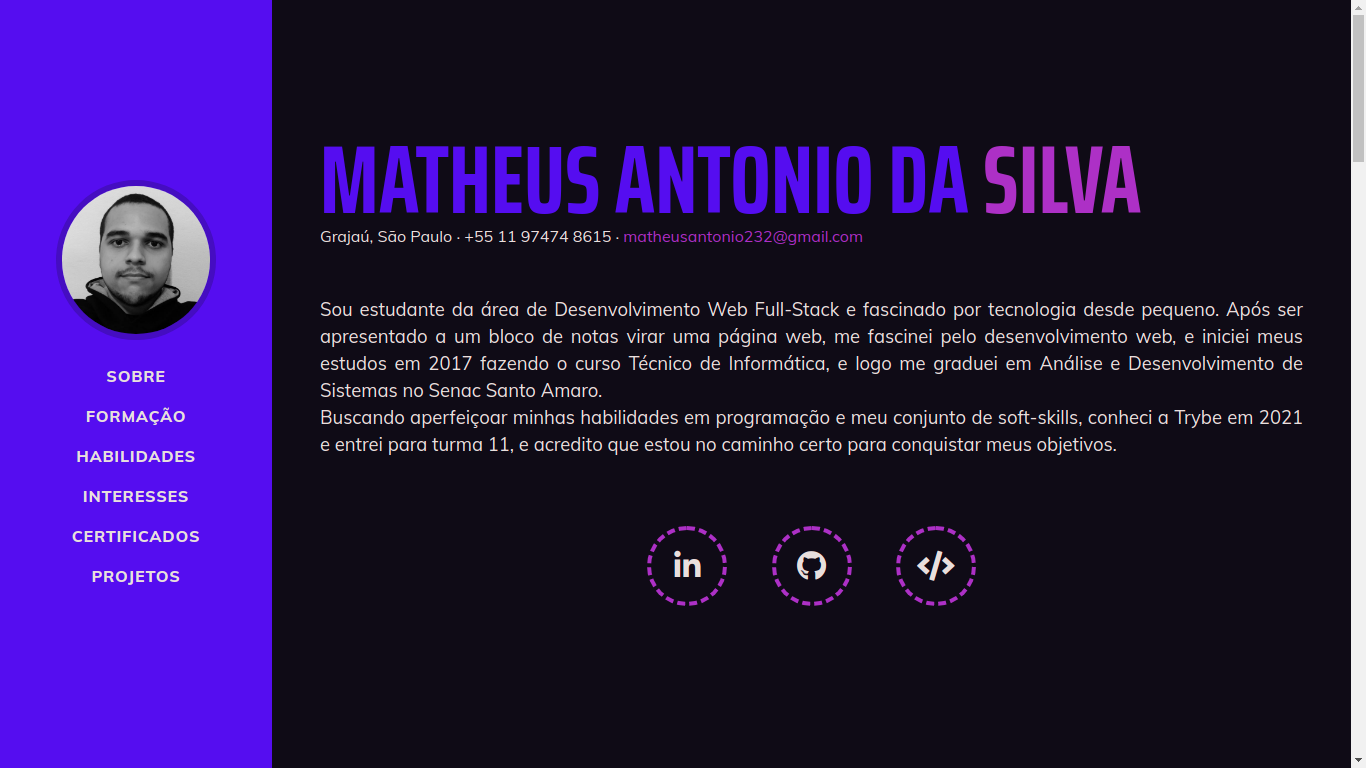 SOBRE
FORMAÇÃO
HABILIDADES
INTERESSES
CERTIFICADOS
PROJETOS
MATHEUS ANTONIO DA SILVA
Grajaú, São Paulo · +55 11 97474 8615 · matheusantonio232@gmail.com
Sou estudante da área de Desenvolvimento Web Full-Stack e fascinado por tecnologia desde pequeno. Após ser
apresentado a um bloco de notas virar uma página web, me fascinei pelo desenvolvimento web, e iniciei meus
estudos em 2017 fazendo o curso Técnico de Informática, e logo me graduei em Análise e Desenvolvimento de
Sistemas no Senac Santo Amaro.
Buscando aperfeiçoar minhas habilidades em programação e meu conjunto de soft-skills, conheci a Trybe em 2021
e entrei para turma 11, e acredito que estou no caminho certo para conquistar meus objetivos.
in